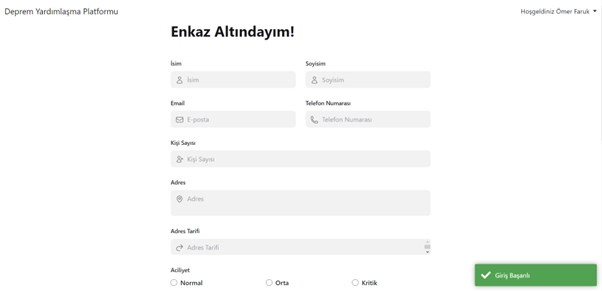 Deprem Yardımlaşma Platformu
Hoşgeldiniz Ömer Faruk
Enkaz Altındayım!
İsim
Soyisim
İsim
Soyisim
Email
Telefon Numarası
E-posta
Telefon Numarası
Kişi Sayısı
Kişi Sayısı
Adres
Adres
Adres Tarifi
Adres Tarifi
Giriş Başarılı
Aciliyet
Normal
Orta
Kritik